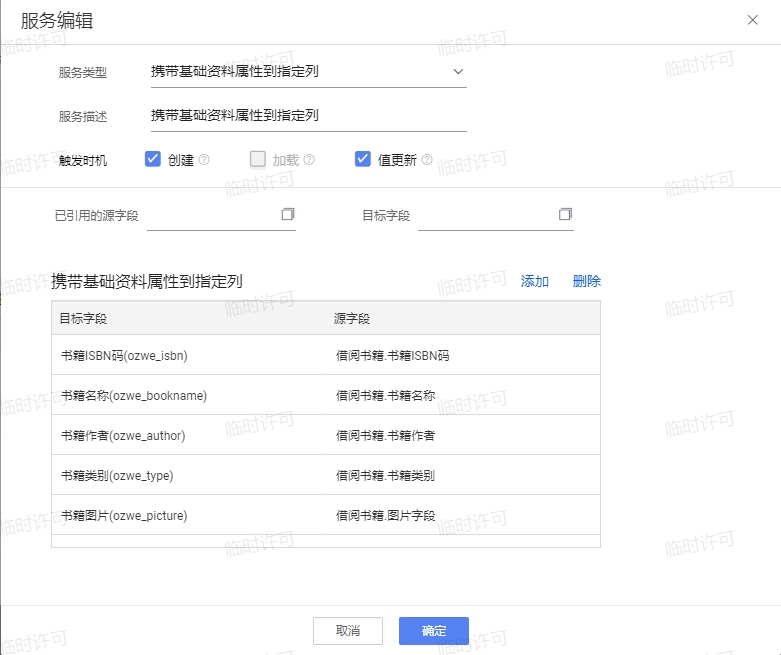 服务编辑
服务类型 携带基础资料属性到指定列
服务描述 携带基础资料属性到指定列
触发时机 创建 加载 值更新
已引用的源字段 目标字段
携带基础资料属性到指定列 添加 删除
目标字段 源字段
书籍ISBN码(ozwe_isbn) 借阅书籍.书籍ISBN码
书籍名称(ozwe_bookname) 借阅书籍.书籍名称
书籍作者(ozwe_author) 借阅书籍.书籍作者
书籍类别(ozwe_type) 借阅书籍.书籍类别
书籍图片(ozwe_picture) 借阅书籍.图片字段
取消 确定
临时许可